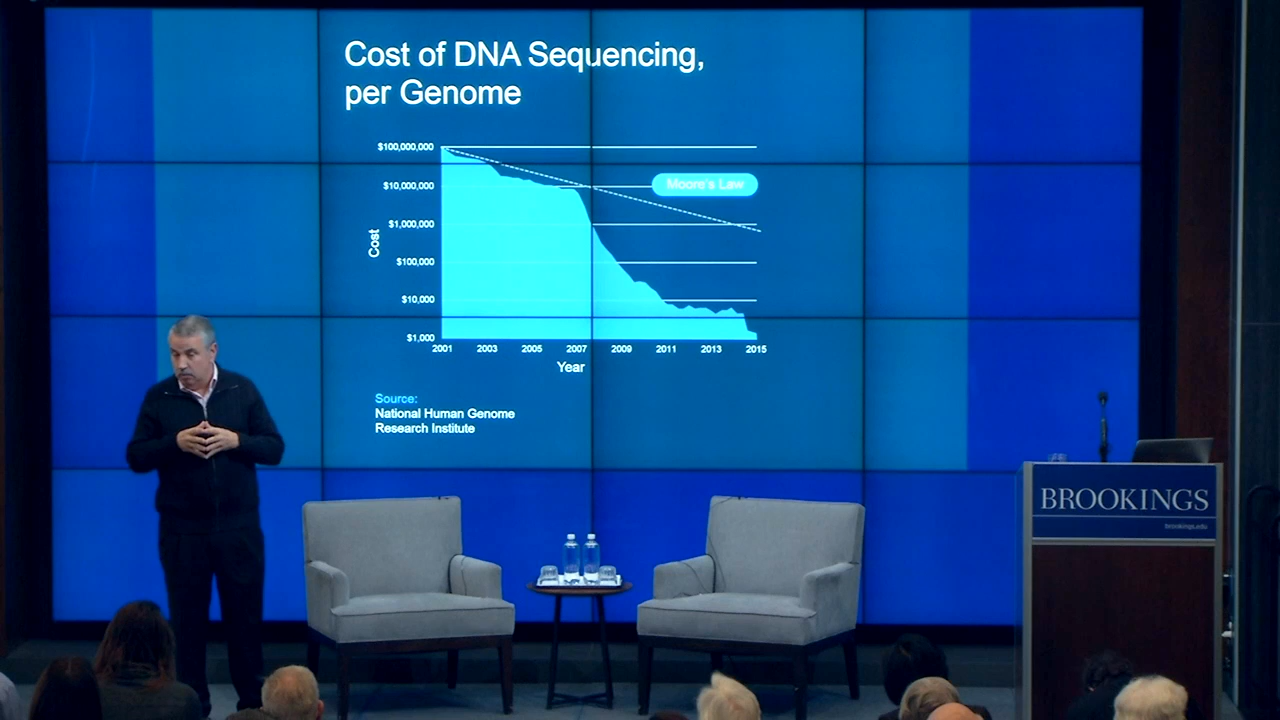 Cost of DNA Sequencing,
per Genome
$100,000,000
$10,000,000
$1,000,000
$100,000
$10,000
$1,000
Cost
Moore's Law
2001 2003 2005 2007 2009 2011 2013 2015
Year
Source:
National Human Genome
Research Institute
BROOKINGS
brookings.edu